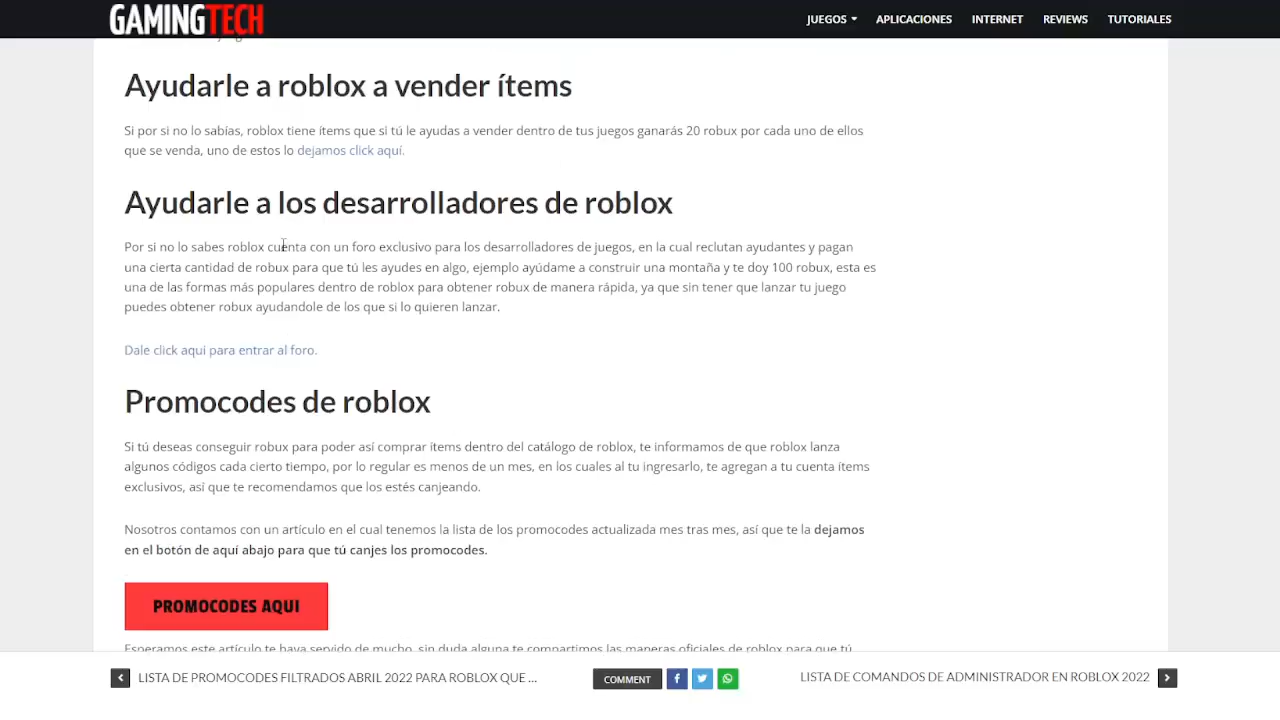 GAMINGTECH
JUEGOS APLICACIONES INTERNET REVIEWS TUTORIALES
Ayudarle a roblox a vender ítems
Si por si no lo sabías, roblox tiene ítems que si tú le ayudas a vender dentro de tus juegos ganarás 20 robux por cada uno de ellos
que se venda, uno de estos lo dejamos click aquí.
Ayudarle a los desarrolladores de roblox
Por si no lo sabes roblox cuenta con un foro exclusivo para los desarrolladores de juegos, en la cual reclutan ayudantes y pagan
una cierta cantidad de robux para que tú les ayudes en algo, ejemplo ayúdame a construir una montaña y te doy 100 robux, esta es
una de las formas más populares dentro de roblox para obtener robux de manera rápida, ya que sin tener que lanzar tu juego
puedes obtener robux ayudandole de los que si lo quieren lanzar.
Dale click aqui para entrar al foro.
Promocodes de roblox
Si tú deseas conseguir robux para poder así comprar ítems dentro del catálogo de roblox, te informamos de que roblox lanza
algunos códigos cada cierto tiempo, por lo regular es menos de un mes, en los cuales al tu ingresarlo, te agregan a tu cuenta ítems
exclusivos, así que te recomendamos que los estés canjeando.
Nosotros contamos con un artículo en el cual tenemos la lista de los promocodes actualizada mes tras mes, así que te la dejamos
en el botón de aquí abajo para que tú canjes los promocodes.
PROMOCODES AQUI
Esperamos este artículo te haya servido de mucho, sin duda alguna te compartimos las maneras oficiales de roblox para que tú
LISTA DE PROMOCODES FILTRADOS ABRIL 2022 PARA ROBLOX QUE ...
COMMENT
LISTA DE COMANDOS DE ADMINISTRADOR EN ROBLOX 2022